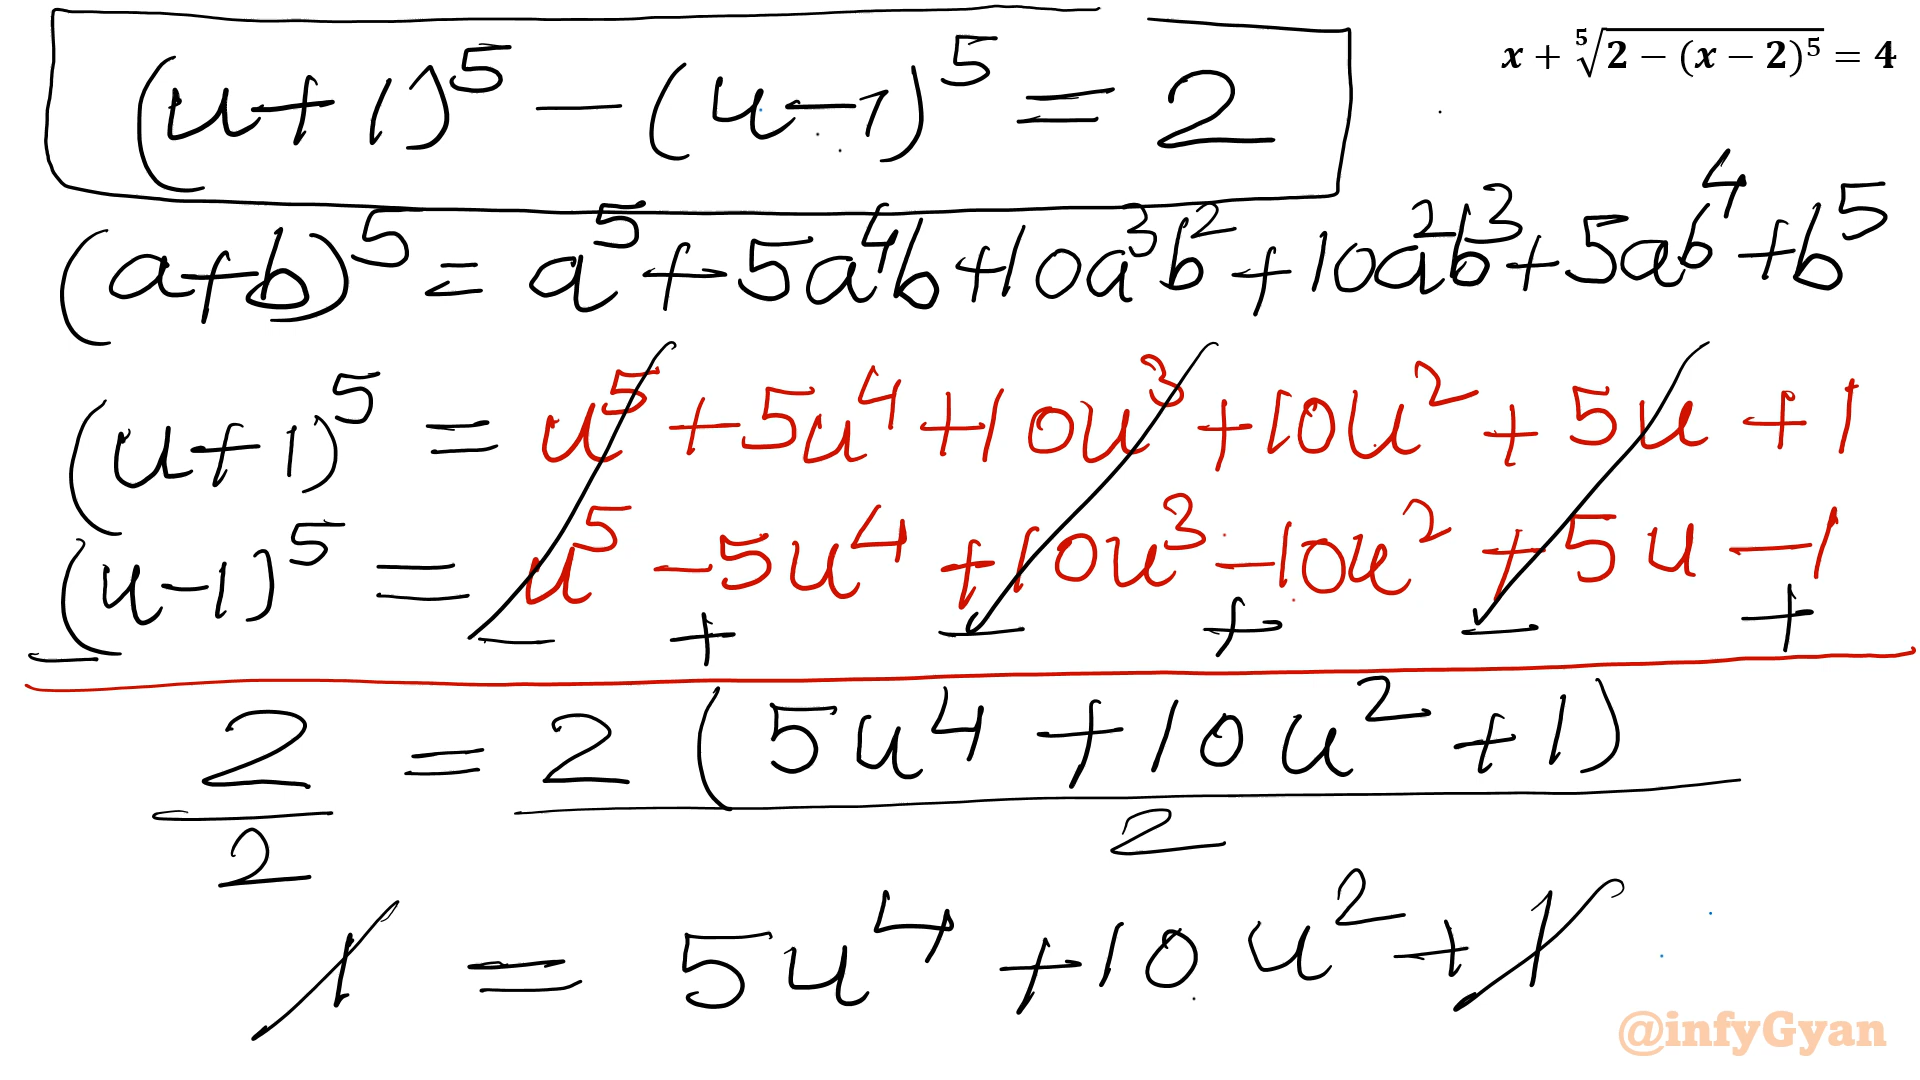 x + ⁵√(2 − (x − 2)⁵) = 4
(u+1)⁵ − (u−1)⁵ = 2
(a+b)⁵ = a⁵ + 5a⁴b + 10a³b² + 10a²b³ + 5ab⁴ + b⁵
(u+1)⁵ = u⁵ + 5u⁴ + 10u³ + 10u² + 5u + 1
(u−1)⁵ = u⁵ − 5u⁴ + 10u³ − 10u² + 5u − 1
− − + − + − +
2 = 2 (5u⁴ + 10u² + 1)
2 2
1 = 5u⁴ + 10u² + 1
@infyGyan